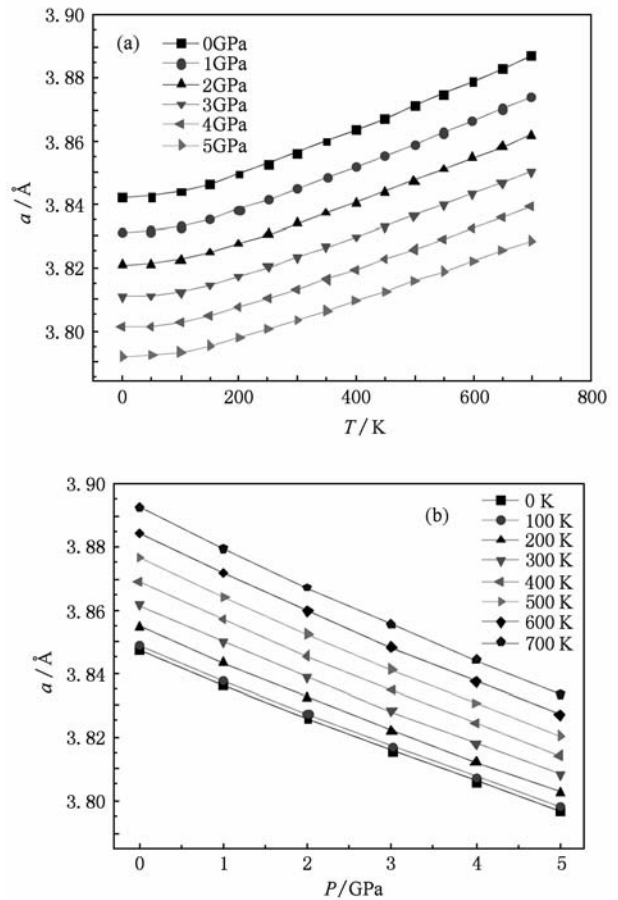 3. 90
(a)
0GPa
1GPa
2GPa
3GPa
4GPa
5GPa
3. 88
3. 86
3. 84
3. 82
3. 80
a / Å
0 200 400 600 800
T / K
3. 90
(b)
0 K
100 K
200 K
300 K
400 K
500 K
600 K
700 K
3. 88
3. 86
3. 84
3. 82
3. 80
a / Å
0 1 2 3 4 5
P/GPa